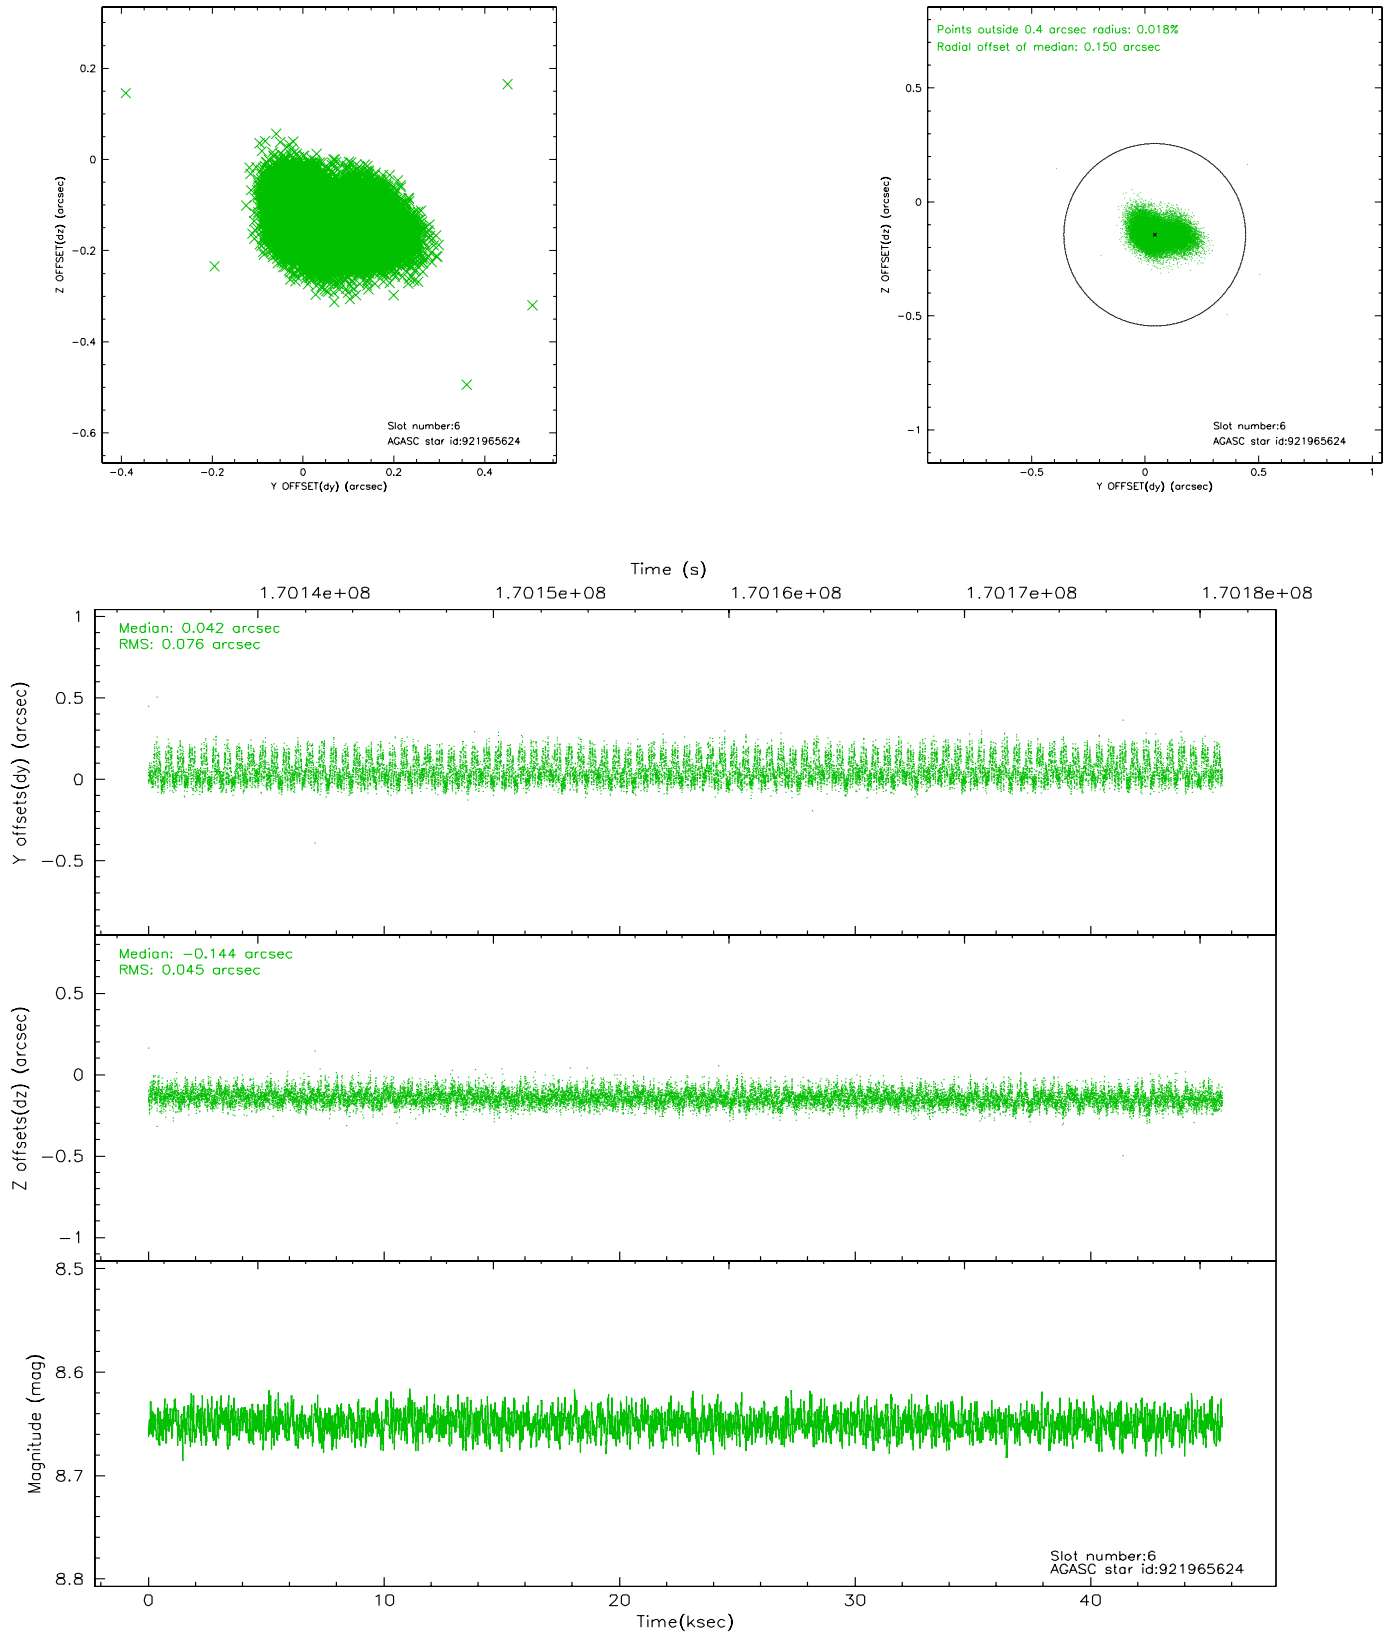 0.2
0
−0.2
−0.4
−0.6
Z OFFSET(dz) (arcsec)
Slot number:6
AGASC star id:921965624
−0.4
−0.2
0
0.2
0.4
Y OFFSET(dy) (arcsec)
Points outside 0.4 arcsec radius: 0.018%
Radial offset of median: 0.150 arcsec
0.5
0
−0.5
−1
Z OFFSET(dz) (arcsec)
Slot number:6
AGASC star id:921965624
−0.5
0
0.5
1
Y OFFSET(dy) (arcsec)
Time (s)
1.7014e+08
1.7015e+08
1.7016e+08
1.7017e+08
1.7018e+08
Median: 0.042 arcsec
RMS: 0.076 arcsec
1
0.5
0
−0.5
Y offsets(dy) (arcsec)
Median: −0.144 arcsec
RMS: 0.045 arcsec
0.5
0
−0.5
−1
Z offsets(dz) (arcsec)
8.5
8.6
8.7
8.8
Magnitude (mag)
Slot number:6
AGASC star id:921965624
0
10
20
30
40
Time(ksec)